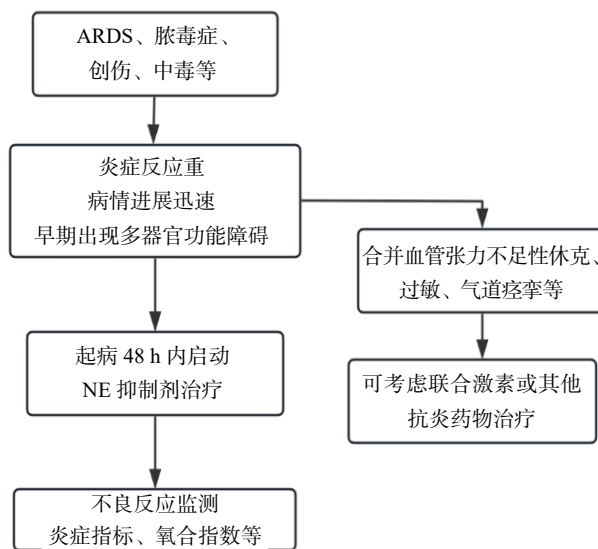 ARDS、脓毒症、
创伤、中毒等
炎症反应重
病情进展迅速
早期出现多器官功能障碍
合并血管张力不足性休克、
过敏、气道痉挛等
起病 48 h 内启动
NE 抑制剂治疗
可考虑联合激素或其他
抗炎药物治疗
不良反应监测
炎症指标、氧合指数等